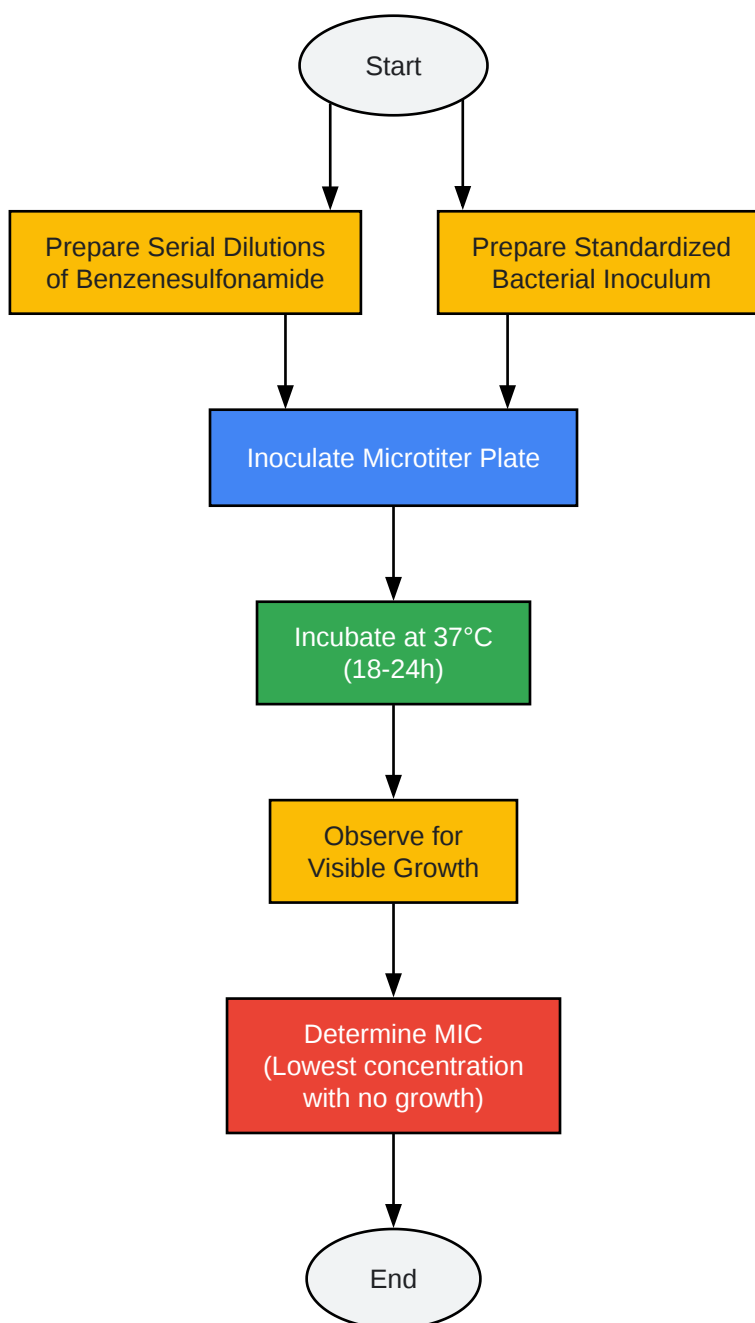 Start
Prepare Serial Dilutions
of Benzenesulfonamide
Prepare Standardized
Bacterial Inoculum
Inoculate Microtiter Plate
Incubate at 37°C
(18-24h)
Observe for
Visible Growth
Determine MIC
(Lowest concentration
with no growth)
End